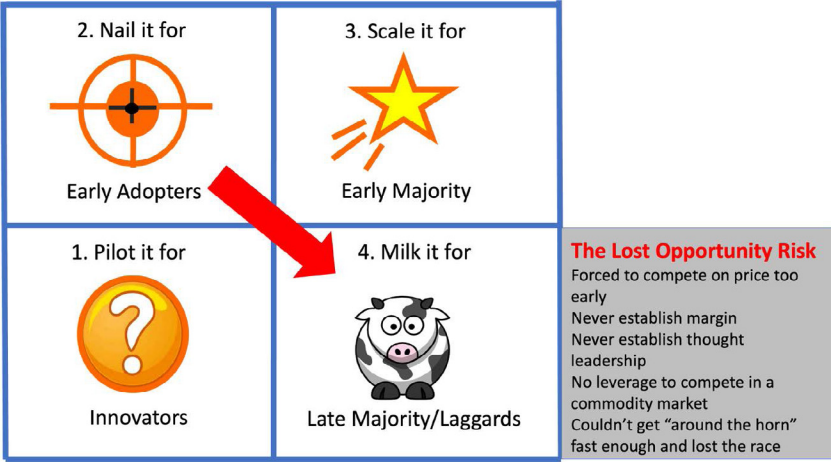 2. Nail it for
3. Scale it for
Early Adopters
Early Majority
1. Pilot it for
4. Milk it for
?
Innovators
Late Majority/Laggards
The Lost Opportunity Risk
Forced to compete on price too
early
Never establish margin
Never establish thought
leadership
No leverage to compete in a
commodity market
Couldn’t get “around the horn”
fast enough and lost the race